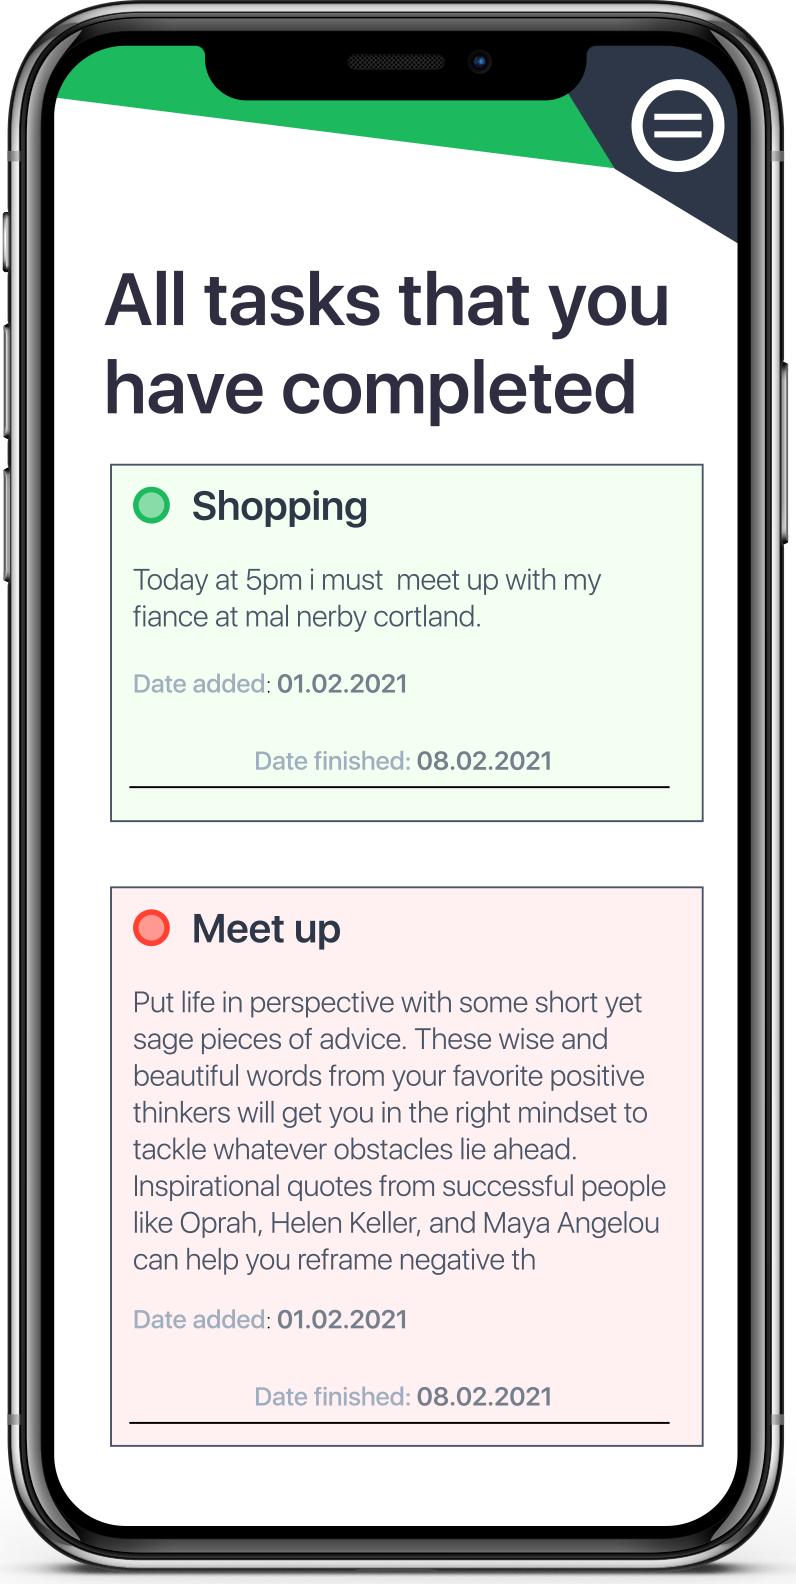 All tasks that you
have completed
Shopping
Today at 5pm i must  meet up with my
fiance at mal nerby cortland.
Date added: 01.02.2021
Date finished: 08.02.2021
Meet up
Put life in perspective with some short yet
sage pieces of advice. These wise and
beautiful words from your favorite positive
thinkers will get you in the right mindset to
tackle whatever obstacles lie ahead.
Inspirational quotes from successful people
like Oprah, Helen Keller, and Maya Angelou
can help you reframe negative th
Date added: 01.02.2021
Date finished: 08.02.2021